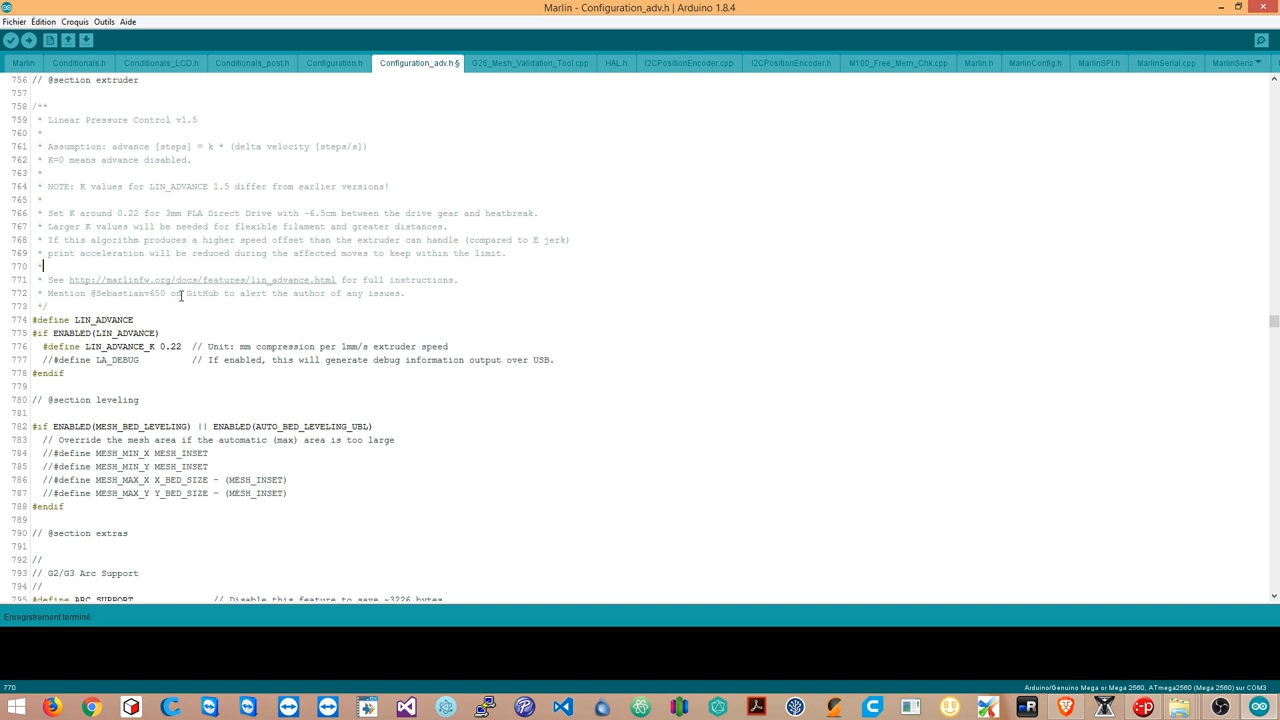 Marlin - Configuration_adv.h | Arduino 1.8.4
Fichier Édition Croquis Outils Aide
Marlin Conditionals.h Conditionals_LCD.h Conditionals_post.h Configuration.h Configuration_adv.h § G26_Mesh_Validation_Tool.cpp HAL.h I2CPositionEncoder.cpp I2CPositionEncoder.h M100_Free_Mem_Chk.cpp Marlin.h MarlinConfig.h MarlinSPI.h MarlinSerial.cpp MarlinSeria
756 // @section extruder
757
758 /**
759 * Linear Pressure Control v1.5
760 *
761 * Assumption: advance [steps] = k * (delta velocity [steps/s])
762 * K=0 means advance disabled.
763 *
764 * NOTE: K values for LIN_ADVANCE 1.5 differ from earlier versions!
765 *
766 * Set K around 0.22 for 3mm PLA Direct Drive with ~6.5cm between the drive gear and heatbreak.
767 * Larger K values will be needed for flexible filament and greater distances.
768 * If this algorithm produces a higher speed offset than the extruder can handle (compared to E jerk)
769 * print acceleration will be reduced during the affected moves to keep within the limit.
770 *
771 * See http://marlinfw.org/docs/features/lin_advance.html for full instructions.
772 * Mention @Sebastianv650 on GitHub to alert the author of any issues.
773 */
774 #define LIN_ADVANCE
775 #if ENABLED(LIN_ADVANCE)
776 #define LIN_ADVANCE_K 0.22 // Unit: mm compression per 1mm/s extruder speed
777 //#define LA_DEBUG // If enabled, this will generate debug information output over USB.
778 #endif
779
780 // @section leveling
781
782 #if ENABLED(MESH_BED_LEVELING) || ENABLED(AUTO_BED_LEVELING_UBL)
783 // Override the mesh area if the automatic (max) area is too large
784 //#define MESH_MIN_X MESH_INSET
785 //#define MESH_MIN_Y MESH_INSET
786 //#define MESH_MAX_X X_BED_SIZE - (MESH_INSET)
787 //#define MESH_MAX_Y Y_BED_SIZE - (MESH_INSET)
788 #endif
789
790 // @section extras
791
792 //
793 // G2/G3 Arc Support
794 //
795 #define ARC_SUPPORT // Disable this feature to save ~3226 bytes
Enregistrement terminé.
770 Arduino/Genuino Mega or Mega 2560, ATmega2560 (Mega 2560) sur COM3